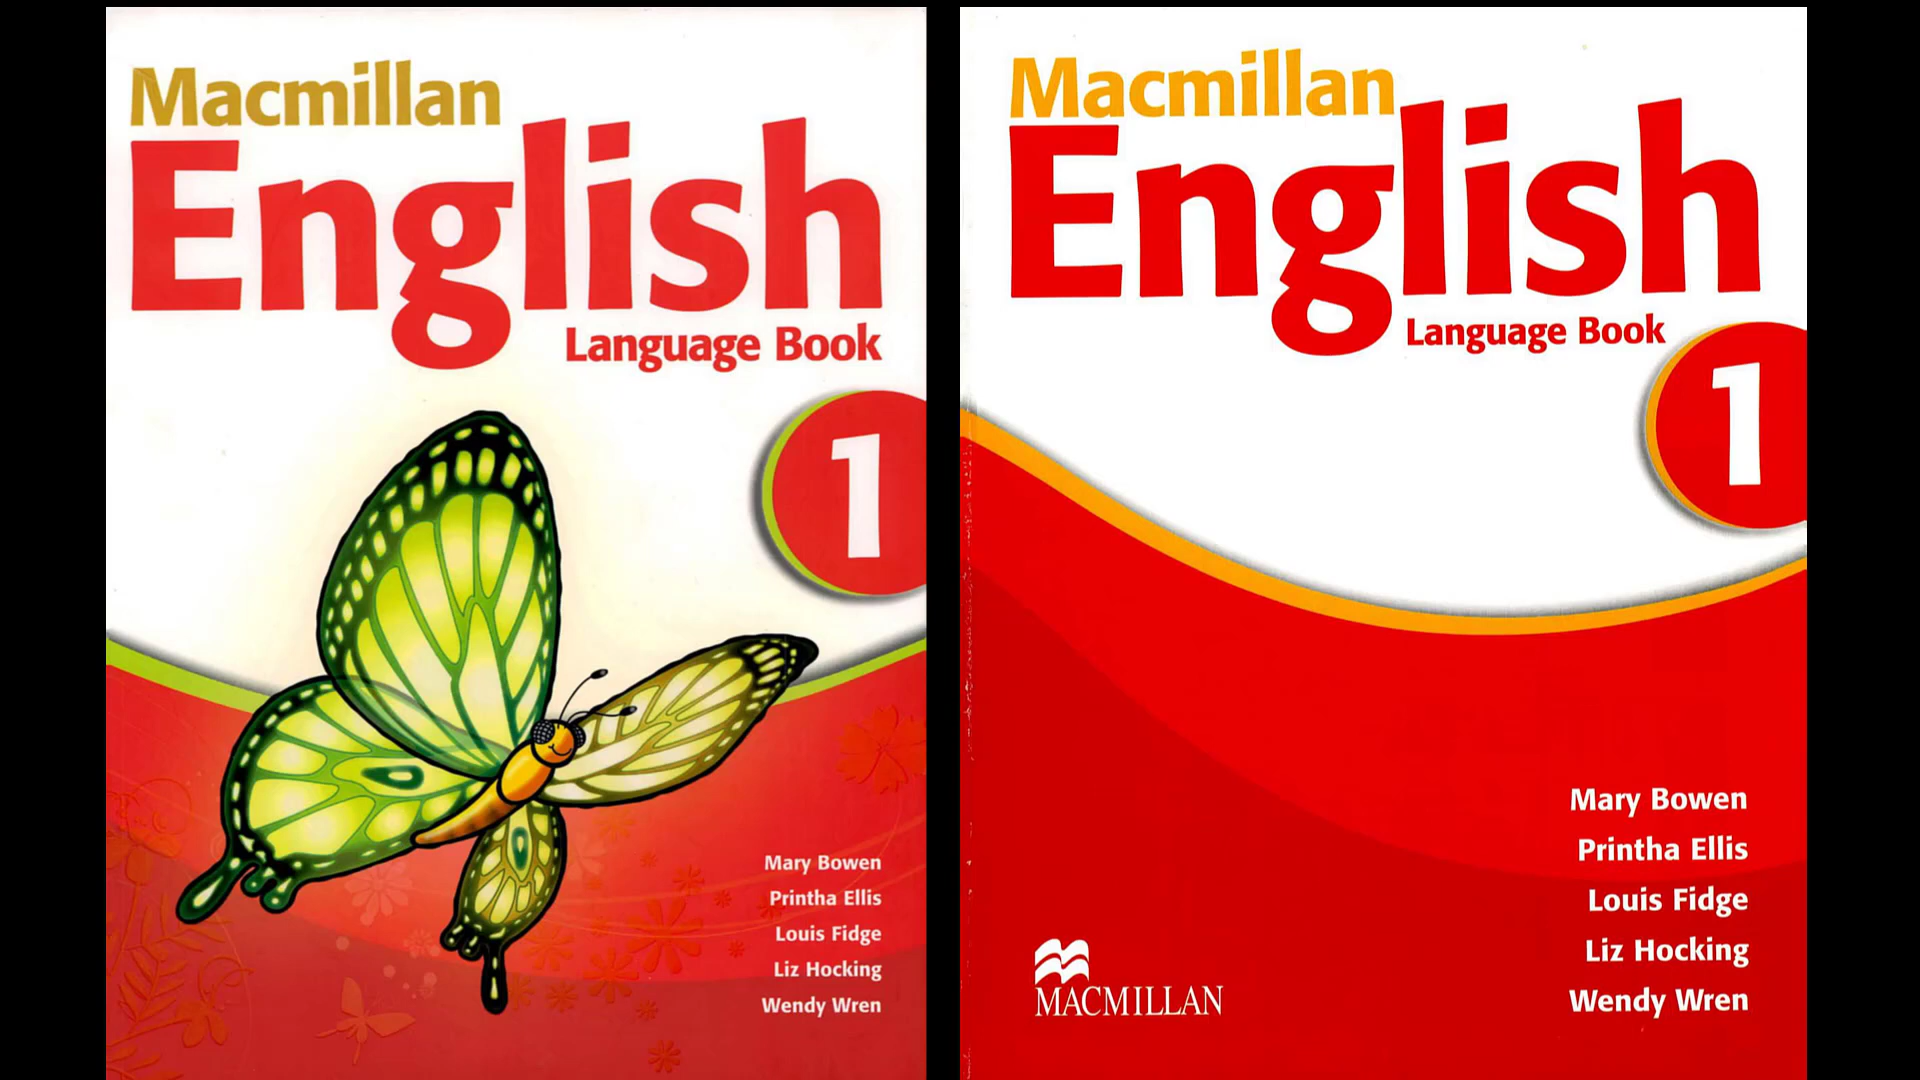 Macmillan
English
Language Book
1
Mary Bowen
Printha Ellis
Louis Fidge
Liz Hocking
Wendy Wren
Macmillan
English
Language Book
1
Mary Bowen
Printha Ellis
Louis Fidge
Liz Hocking
Wendy Wren
MACMILLAN